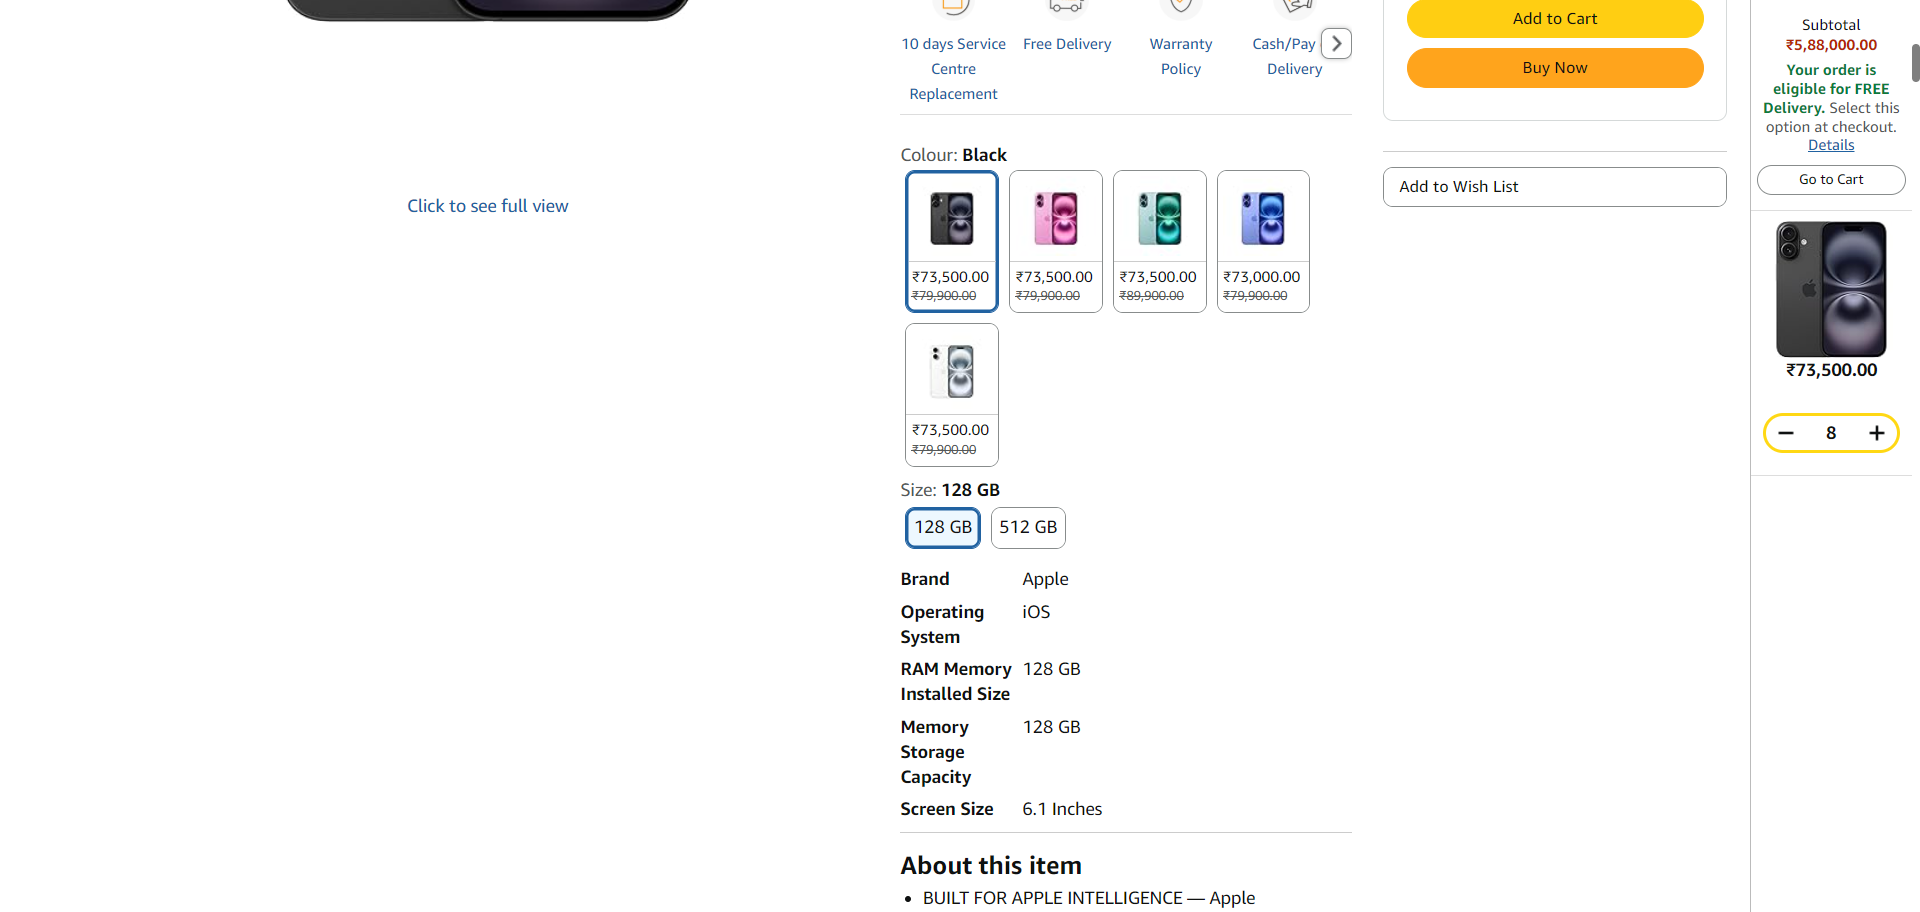 10 days Service
Centre
Replacement
Free Delivery
Warranty
Policy
Cash/Pay
Delivery
Colour: Black
₹73,500.00
₹79,900.00
₹73,500.00
₹79,900.00
₹73,500.00
₹89,900.00
₹73,000.00
₹79,900.00
₹73,500.00
₹79,900.00
Size: 128 GB
128 GB
512 GB
Brand Apple
Operating iOS
System
RAM Memory 128 GB
Installed Size
Memory 128 GB
Storage
Capacity
Screen Size 6.1 Inches
About this item
• BUILT FOR APPLE INTELLIGENCE — Apple
Click to see full view
Add to Cart
Buy Now
Add to Wish List
Subtotal
₹5,88,000.00
Your order is
eligible for FREE
Delivery. Select this
option at checkout.
Details
Go to Cart
₹73,500.00
− 8 +